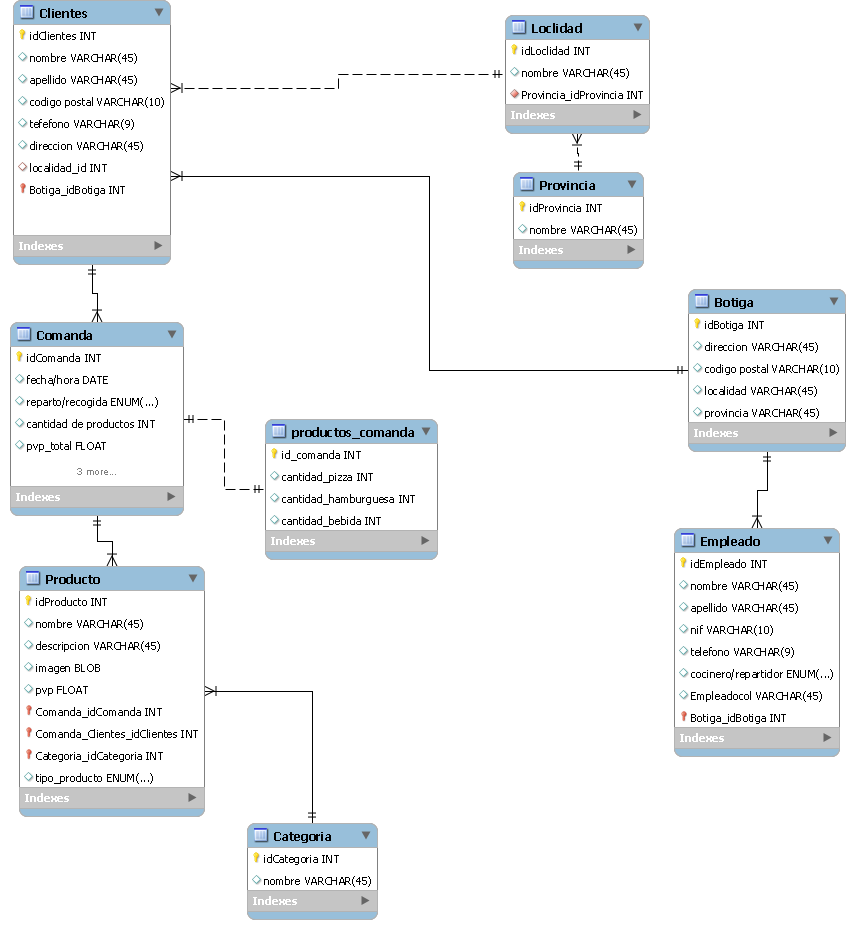 Clientes
idClientes INT
nombre VARCHAR(45)
apellido VARCHAR(45)
codigo postal VARCHAR(10)
tefefono VARCHAR(9)
direccion VARCHAR(45)
localidad_id INT
Botiga_idBotiga INT
Indexes
Loclidad
idLoclidad INT
nombre VARCHAR(45)
Provincia_idProvincia INT
Indexes
Provincia
idProvincia INT
nombre VARCHAR(45)
Indexes
Botiga
idBotiga INT
direccion VARCHAR(45)
codigo postal VARCHAR(10)
localidad VARCHAR(45)
provincia VARCHAR(45)
Indexes
Comanda
idComanda INT
fecha/hora DATE
reparto/recogida ENUM(...)
cantidad de productos INT
pvp_total FLOAT
3 more...
Indexes
productos_comanda
id_comanda INT
cantidad_pizza INT
cantidad_hamburguesa INT
cantidad_bebida INT
Indexes
Empleado
idEmpleado INT
nombre VARCHAR(45)
apellido VARCHAR(45)
nif VARCHAR(10)
telefono VARCHAR(9)
cocinero/repartidor ENUM(...)
Empleadocol VARCHAR(45)
Botiga_idBotiga INT
Indexes
Producto
idProducto INT
nombre VARCHAR(45)
descripcion VARCHAR(45)
imagen BLOB
pvp FLOAT
Comanda_idComanda INT
Comanda_Clientes_idClientes INT
Categoria_idCategoria INT
tipo_producto ENUM(...)
Indexes
Categoria
idCategoria INT
nombre VARCHAR(45)
Indexes